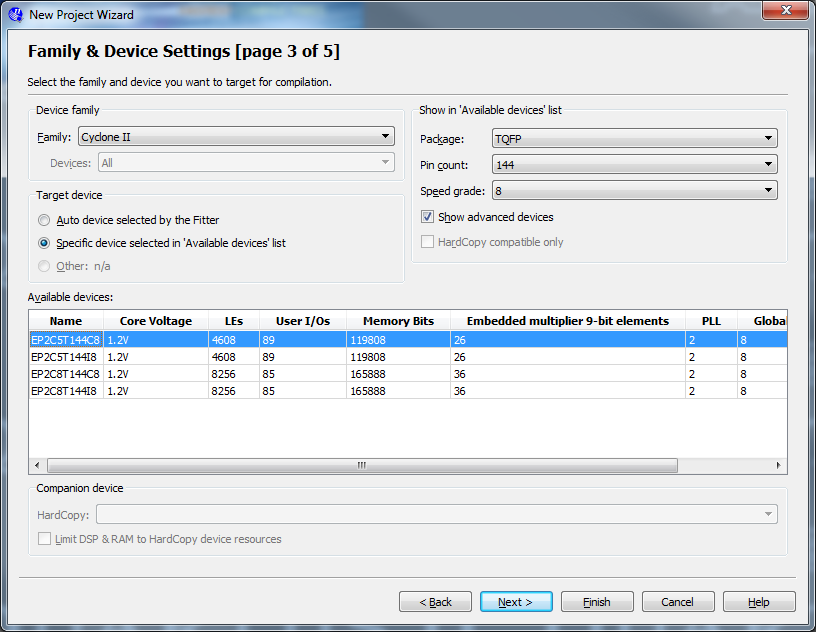 New Project Wizard
Family & Device Settings [page 3 of 5]
Select the family and device you want to target for compilation.
Device family
Family: Cyclone II
Devices: All
Show in 'Available devices' list
Package: TQFP
Pin count: 144
Speed grade: 8
Show advanced devices
HardCopy compatible only
Target device
Auto device selected by the Fitter
Specific device selected in 'Available devices' list
Other: n/a
Available devices:
Name Core Voltage LEs User I/Os Memory Bits Embedded multiplier 9-bit elements PLL Global
EP2C5T144C8 1.2V 4608 89 119808 26 2 8
EP2C5T144I8 1.2V 4608 89 119808 26 2 8
EP2C8T144C8 1.2V 8256 85 165888 36 2 8
EP2C8T144I8 1.2V 8256 85 165888 36 2 8
Companion device
HardCopy:
Limit DSP & RAM to HardCopy device resources
< Back Next > Finish Cancel Help